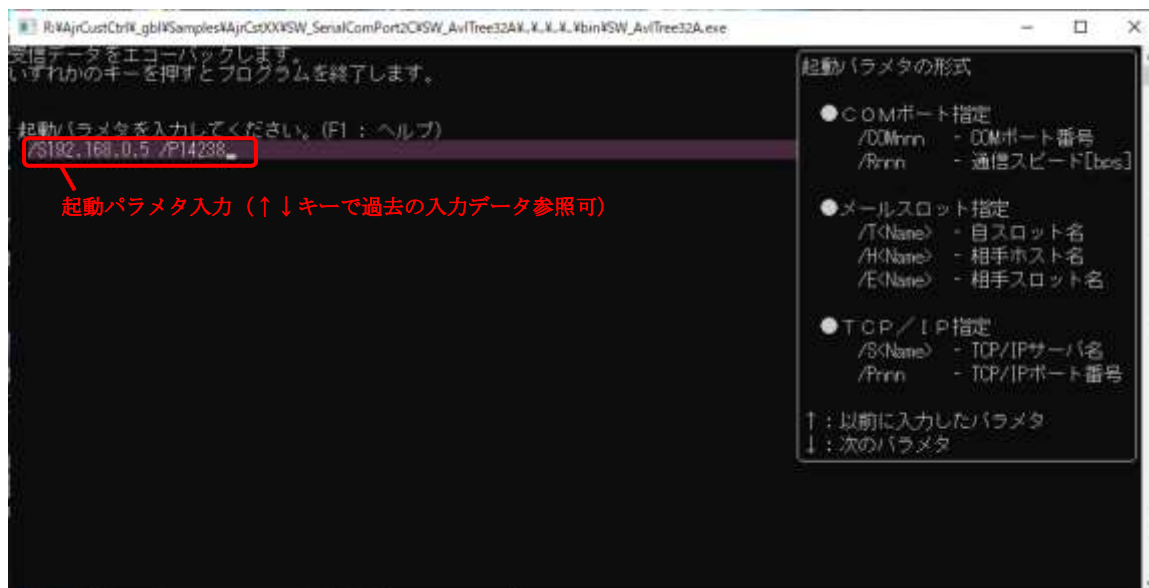 R:¥AjrCustCtrl¥_gbl¥Samples¥AjrCstXX¥SW_SerialComPort2C¥SW_AvlTree32A¥..¥..¥..¥..¥bin¥SW_AvlTree32A.exe
受信データをエコーバックします。
いずれかのキーを押すとプログラムを終了します。
起動パラメタを入力してください。(F1 : ヘルプ)
/S192.168.0.5 /P14238_
起動パラメタ入力（↑↓キーで過去の入力データ参照可）
起動パラメタの形式
●ＣＯＭポート指定
/COMnnn - COMポート番号
/Rnnn - 通信スピード[bps]
●メールスロット指定
/T<Name> - 自スロット名
/H<Name> - 相手ホスト名
/E<Name> - 相手スロット名
●ＴＣＰ／ＩＰ指定
/S<Name> - TCP/IPサーバ名
/Pnnn - TCP/IPポート番号
↑：以前に入力したパラメタ
↓：次のパラメタ